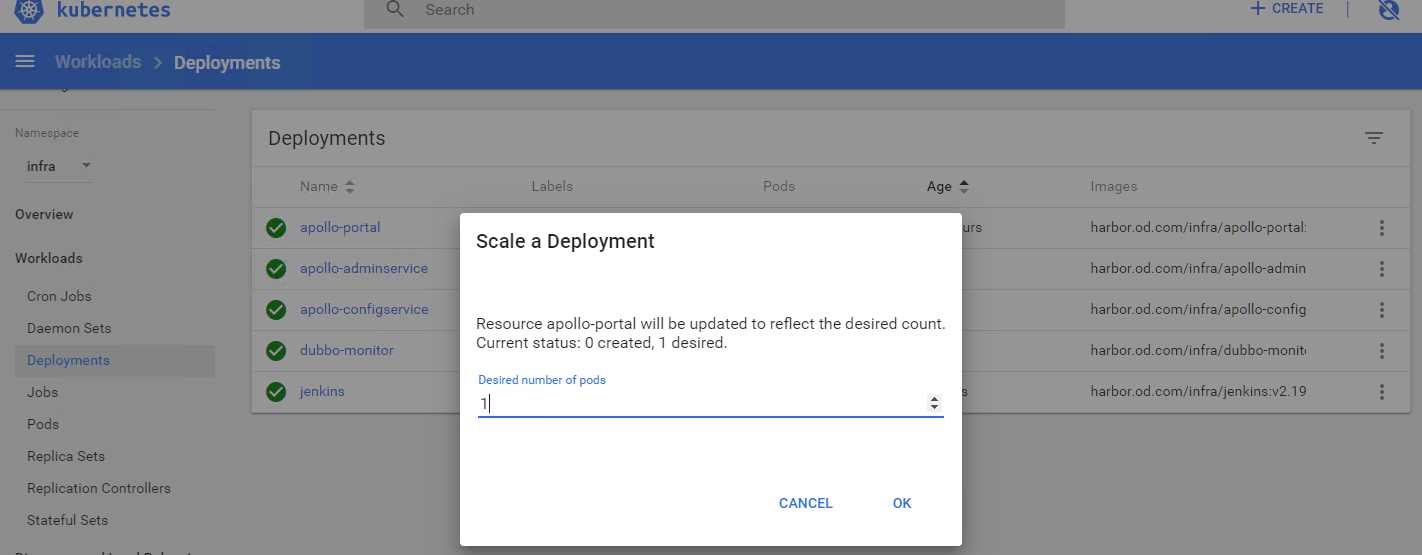 kubernetes
Search
+ CREATE
Workloads > Deployments
Namespace
infra
Overview
Workloads
Cron Jobs
Daemon Sets
Deployments
Jobs
Pods
Replica Sets
Replication Controllers
Stateful Sets
Deployments
Name Labels Pods Age Images
apollo-portal urs harbor.od.com/infra/apollo-portal:
apollo-adminservice harbor.od.com/infra/apollo-admin
apollo-configservice harbor.od.com/infra/apollo-config
dubbo-monitor harbor.od.com/infra/dubbo-monit
jenkins s harbor.od.com/infra/jenkins:v2.19
Scale a Deployment
Resource apollo-portal will be updated to reflect the desired count.
Current status: 0 created, 1 desired.
Desired number of pods
1
CANCEL OK